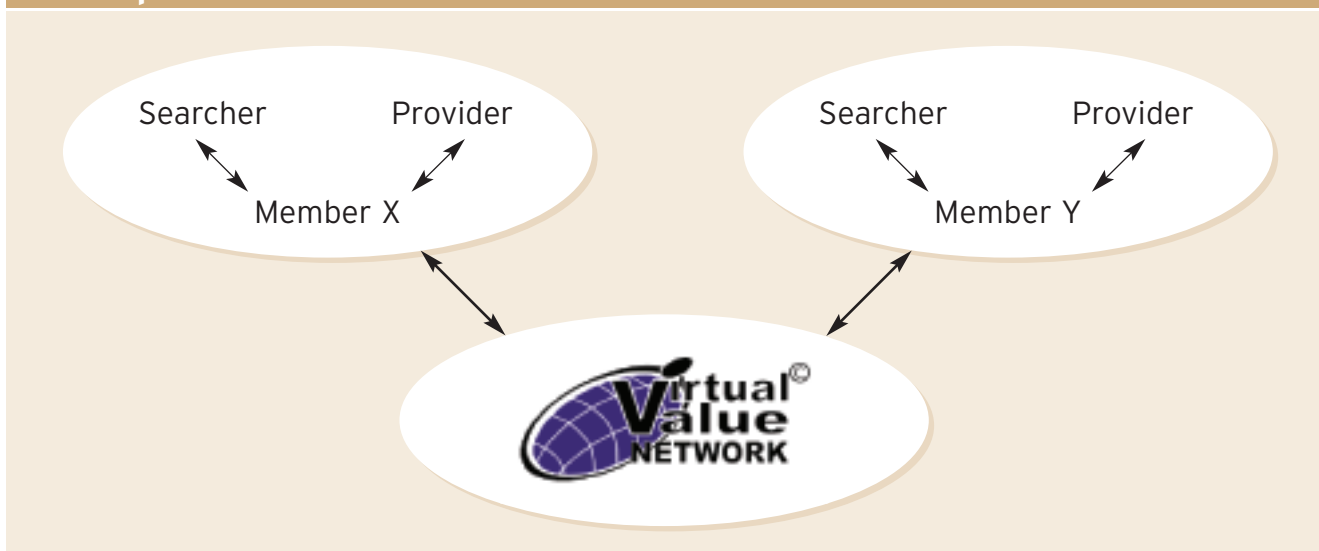 Searcher Provider
Member X
Searcher Provider
Member Y
Virtual©
Value
NETWORK